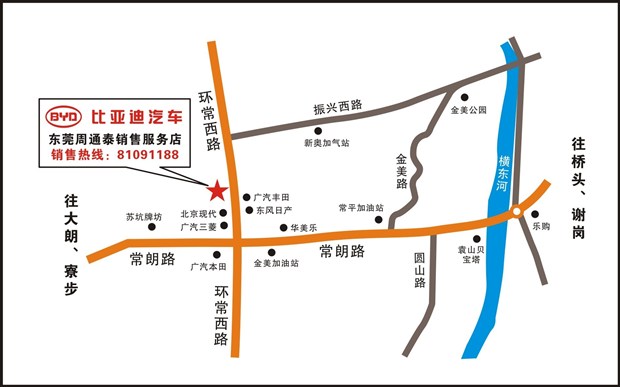 BYD 比亚迪汽车
东莞周通泰销售服务店
销售热线：81091188
环常西路
振兴西路
新奥加气站
金美公园
金美路
横东河
往桥头、谢岗
往大朗、寮步
苏坑牌坊
北京现代
广汽三菱
广汽丰田
东风日产
华美乐
常平加油站
常朗路
常朗路
广汽本田
金美加油站
圆山路
袁山贝
宝塔
乐购
环常西路